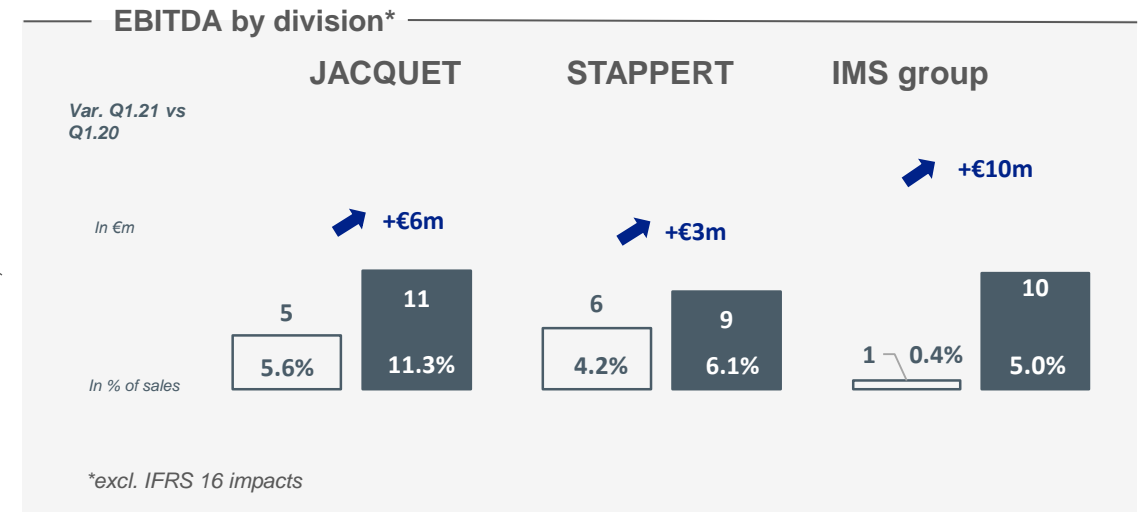 EBITDA by division*
JACQUET STAPPERT IMS group
Var. Q1.21 vs
Q1.20
+€10m
In €m
+€6m
+€3m
5 11 6 9 1 0.4% 10
In % of sales
5.6% 11.3% 4.2% 6.1% 5.0%
*excl. IFRS 16 impacts